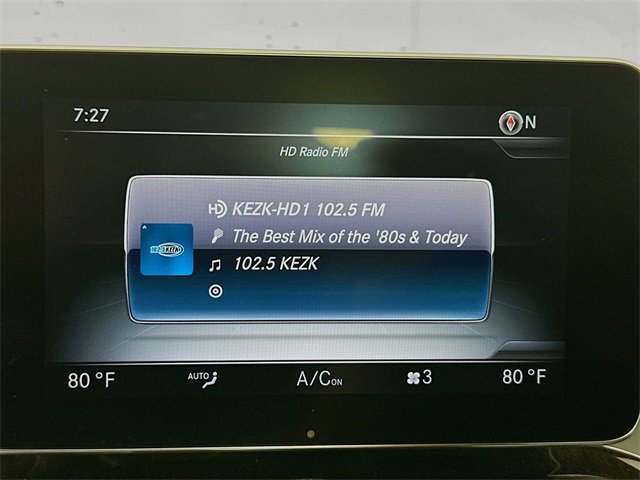 7:27
N
HD Radio FM
HD KEZK-HD1 102.5 FM
The Best Mix of the '80s & Today
102.5 KEZK
80 °F AUTO A/C ON 3 80 °F